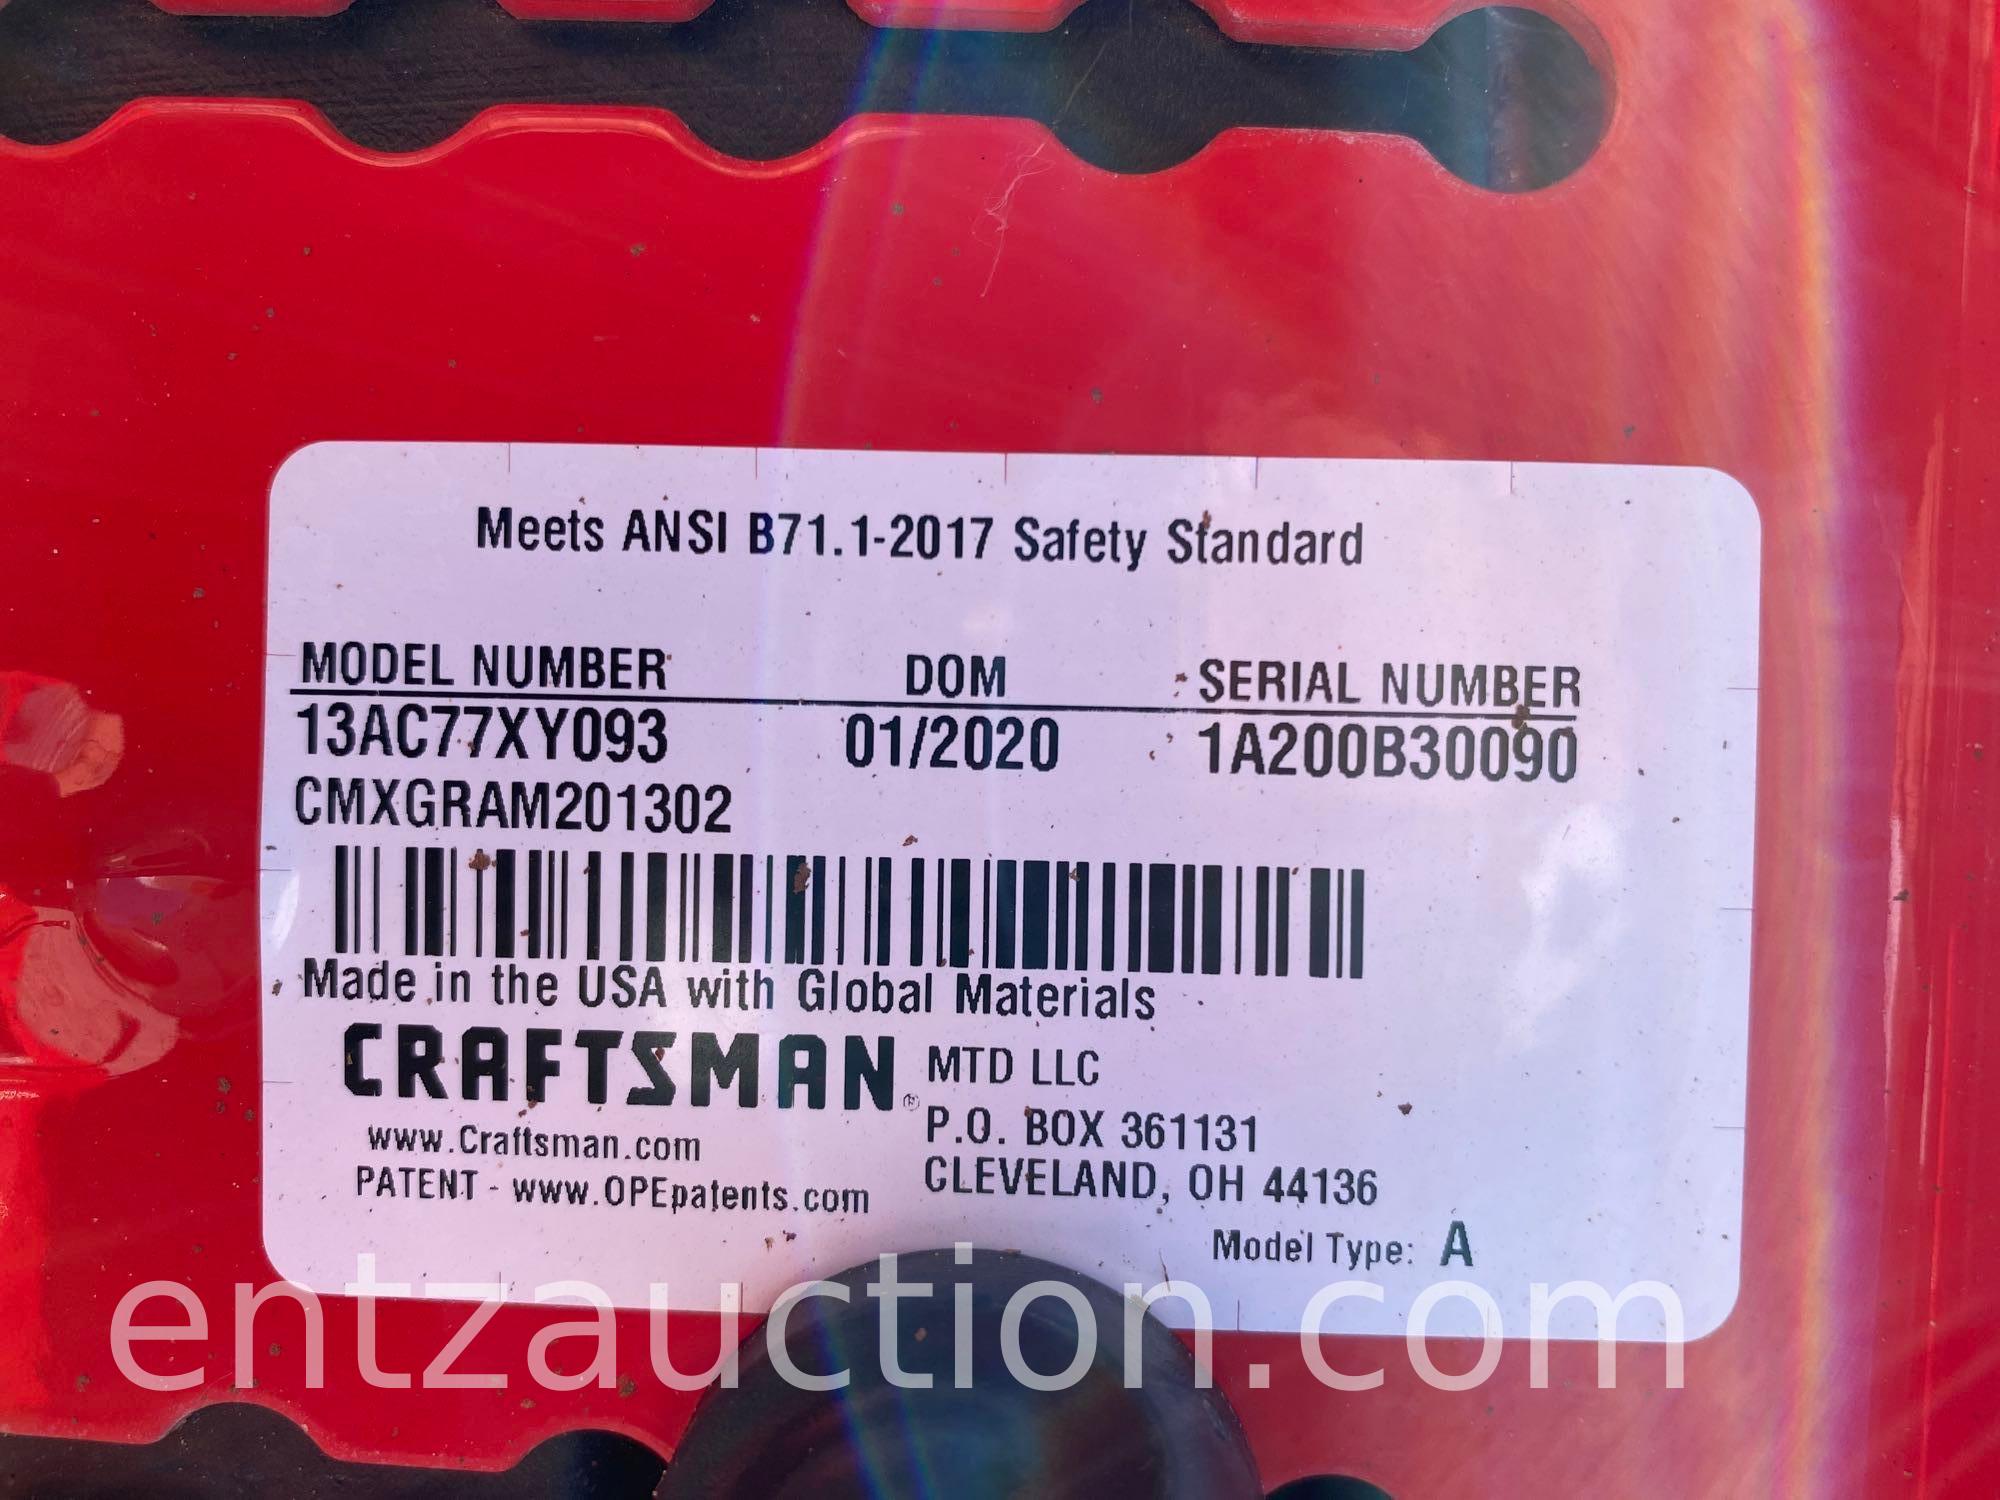 Meets ANSI B71.1-2017 Safety Standard
MODEL NUMBER DOM SERIAL NUMBER
13AC77XY093 01/2020 1A200B30090
CMXGRAM201302
Made in the USA with Global Materials
CRAFTSMAN® MTD LLC
P.O. BOX 361131
www.Craftsman.com
CLEVELAND, OH 44136
PATENT - www.OPEpatents.com
Model Type: A
entzauction.com